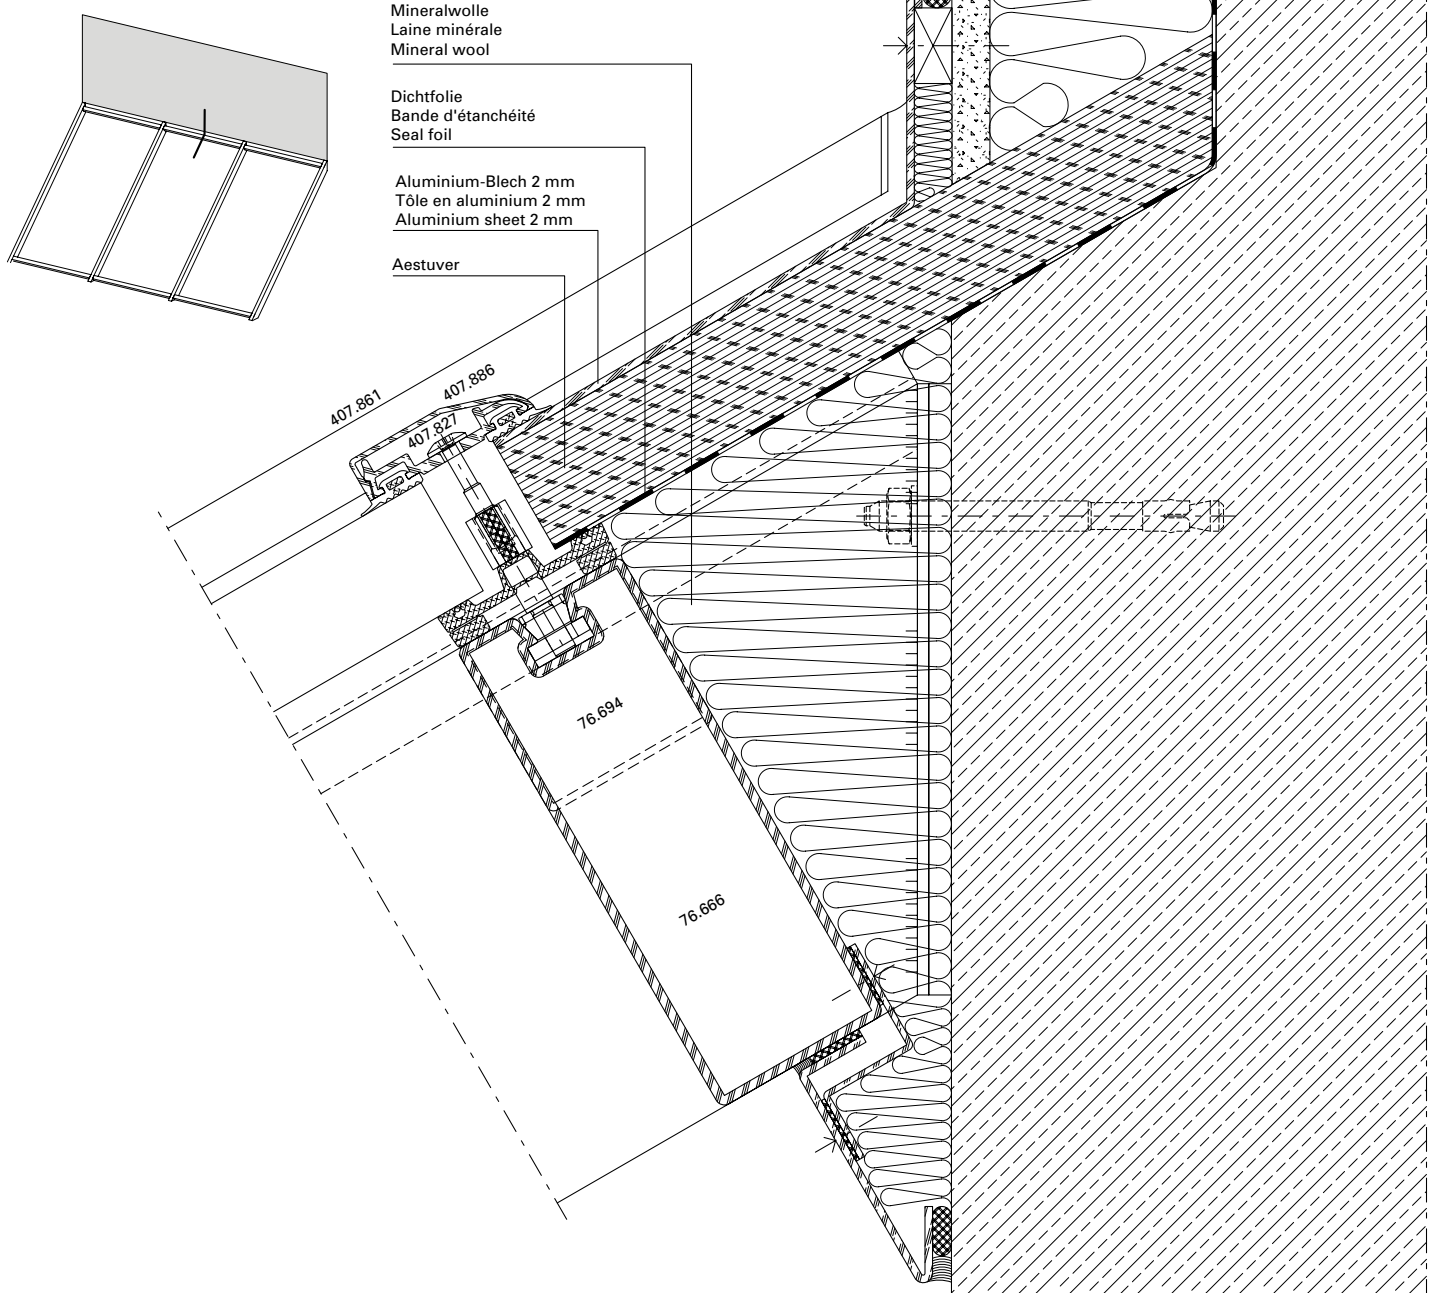 Mineralwolle
Laine minérale
Mineral wool
Dichtfolie
Bande d'étanchéité
Seal foil
Aluminium-Blech 2 mm
Tôle en aluminium 2 mm
Aluminium sheet 2 mm
Aestuver
407.861
407.886
407.827
76.694
76.666